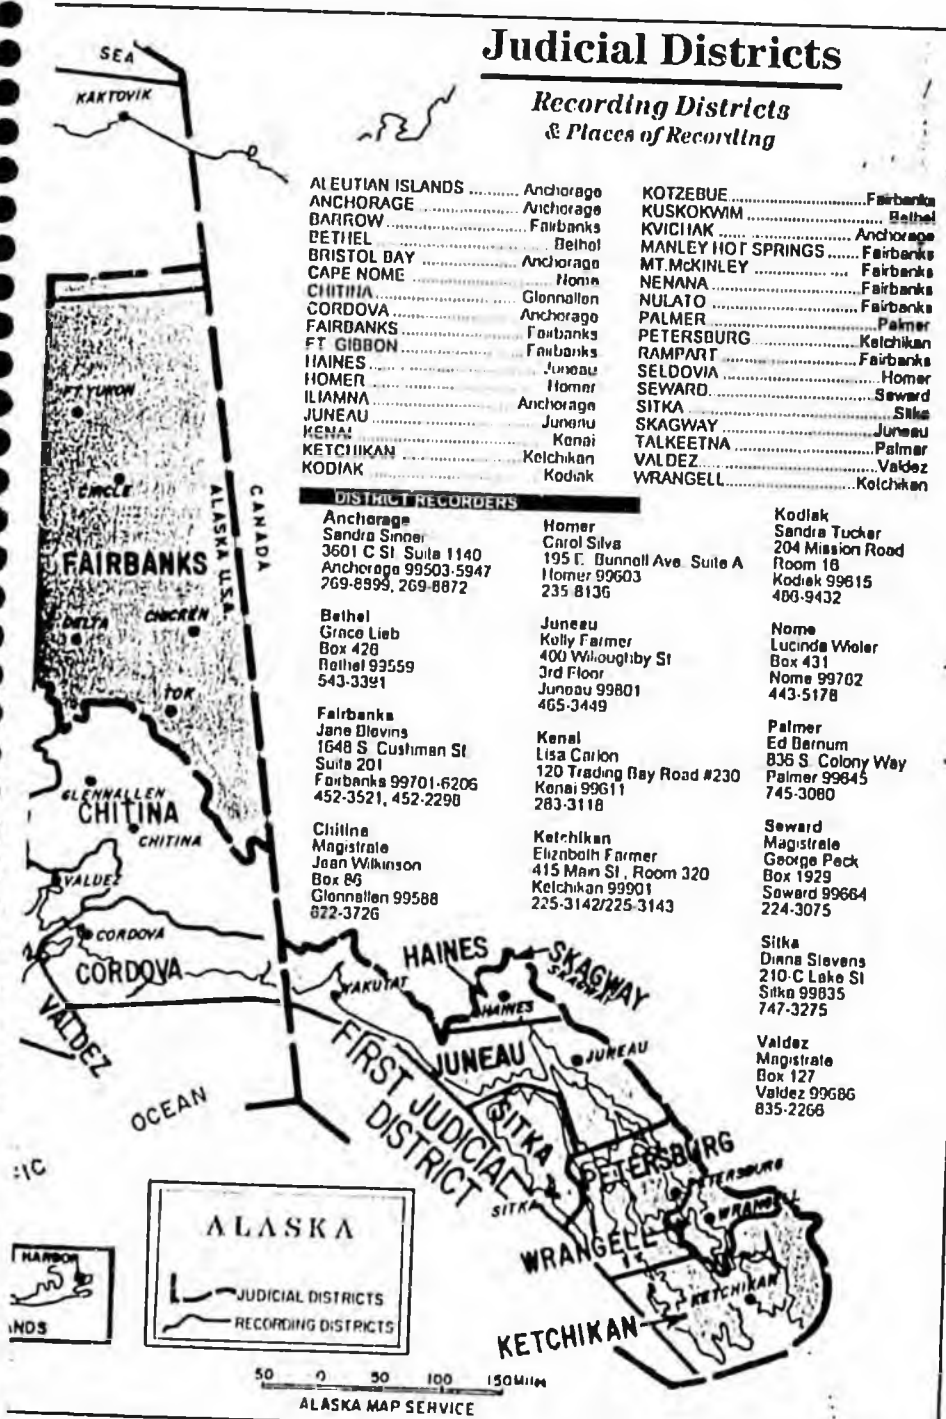 Judicial Districts
Recording Districts
& Places of Recording
ALEUTIAN ISLANDS .......... Anchorage
ANCHORAGE .................... Anchorage
BARROW .......................... Fairbanks
BETHEL ............................ Bethel
BRISTOL BAY .................. Anchorage
CAPE NOME .................... Nome
CHITINA .......................... Glennallen
CORDOVA ........................ Anchorage
FAIRBANKS ...................... Fairbanks
FT GIBBON ...................... Fairbanks
HAINES ............................ Juneau
HOMER ............................ Homer
ILIAMNA .......................... Anchorage
JUNEAU ............................ Juneau
KENAI .............................. Kenai
KETCHIKAN .................... Ketchikan
KODIAK ............................ Kodiak
KOTZEBUE ...................... Fairbanks
KUSKOKWIM .................. Bethel
KVICHAK ........................ Anchorage
MANLEY HOT SPRINGS ...... Fairbanks
MT.McKINLEY ................ Fairbanks
NENANA .......................... Fairbanks
NULATO .......................... Fairbanks
PALMER .......................... Palmer
PETERSBURG .................. Ketchikan
RAMPART ........................ Fairbanks
SELDOVIA ........................ Homer
SEWARD .......................... Seward
SITKA .............................. Sitka
SKAGWAY ........................ Juneau
TALKEETNA .................... Palmer
VALDEZ .......................... Valdez
WRANGELL ...................... Ketchikan
DISTRICT RECORDERS
Anchorage
Sandra Singer
3601 C St Suite 1140
Anchorage 99503-5947
269-8999, 269-8872
Bethel
Grace Lieb
Box 426
Bethel 99559
543-3391
Fairbanks
Jane Blevins
1648 S Cushman St
Suite 201
Fairbanks 99701-6206
452-3521, 452-2298
Chitina
Magistrate
Joan Wilkinson
Box 86
Glennallen 99588
822-3726
Homer
Carol Silva
195 E. Bunnell Ave Suite A
Homer 99603
235 8136
Juneau
Kelly Farmer
400 Willoughby St
3rd Floor
Juneau 99801
465-3449
Kenai
Lisa Carlon
120 Trading Bay Road #230
Kenai 99611
283-3118
Ketchikan
Elizabeth Farmer
415 Main St, Room 320
Ketchikan 99901
225-3142/225-3143
Kodiak
Sandra Tucker
204 Mission Road
Room 16
Kodiak 99615
486-9432
Nome
Lucinda Wieler
Box 431
Nome 99762
443-5178
Palmer
Ed Barnum
836 S. Colony Way
Palmer 99645
745-3080
Seward
Magistrate
George Peck
Box 1929
Seward 99664
224-3075
Sitka
Diana Stevens
210-C Lake St
Sitka 99835
747-3275
Valdez
Magistrate
Box 127
Valdez 99686
835-2266
SEA
KAKTOVIK
FT YUKON
CIRCLE
ALASKA U.S.A.
CANADA
FAIRBANKS
DELTA
CHICKEN
TOK
GLENNALLEN
CHITINA
CHITINA
VALDEZ
CORDOVA
CORDOVA
VALDEZ
YAKUTAT
HAINES
HAINES
SKAGWAY
SKAGWAY
JUNEAU
JUNEAU
FIRST JUDICIAL
DISTRICT
SITKA
SITKA
PETERSBURG
PETERSBURG
WRANGELL
WRANGELL
KETCHIKAN
KETCHIKAN
OCEAN
IC
HARBOR
NDS
ALASKA
JUDICIAL DISTRICTS
RECORDING DISTRICTS
50 0 50 100 150 Miles
ALASKA MAP SERVICE